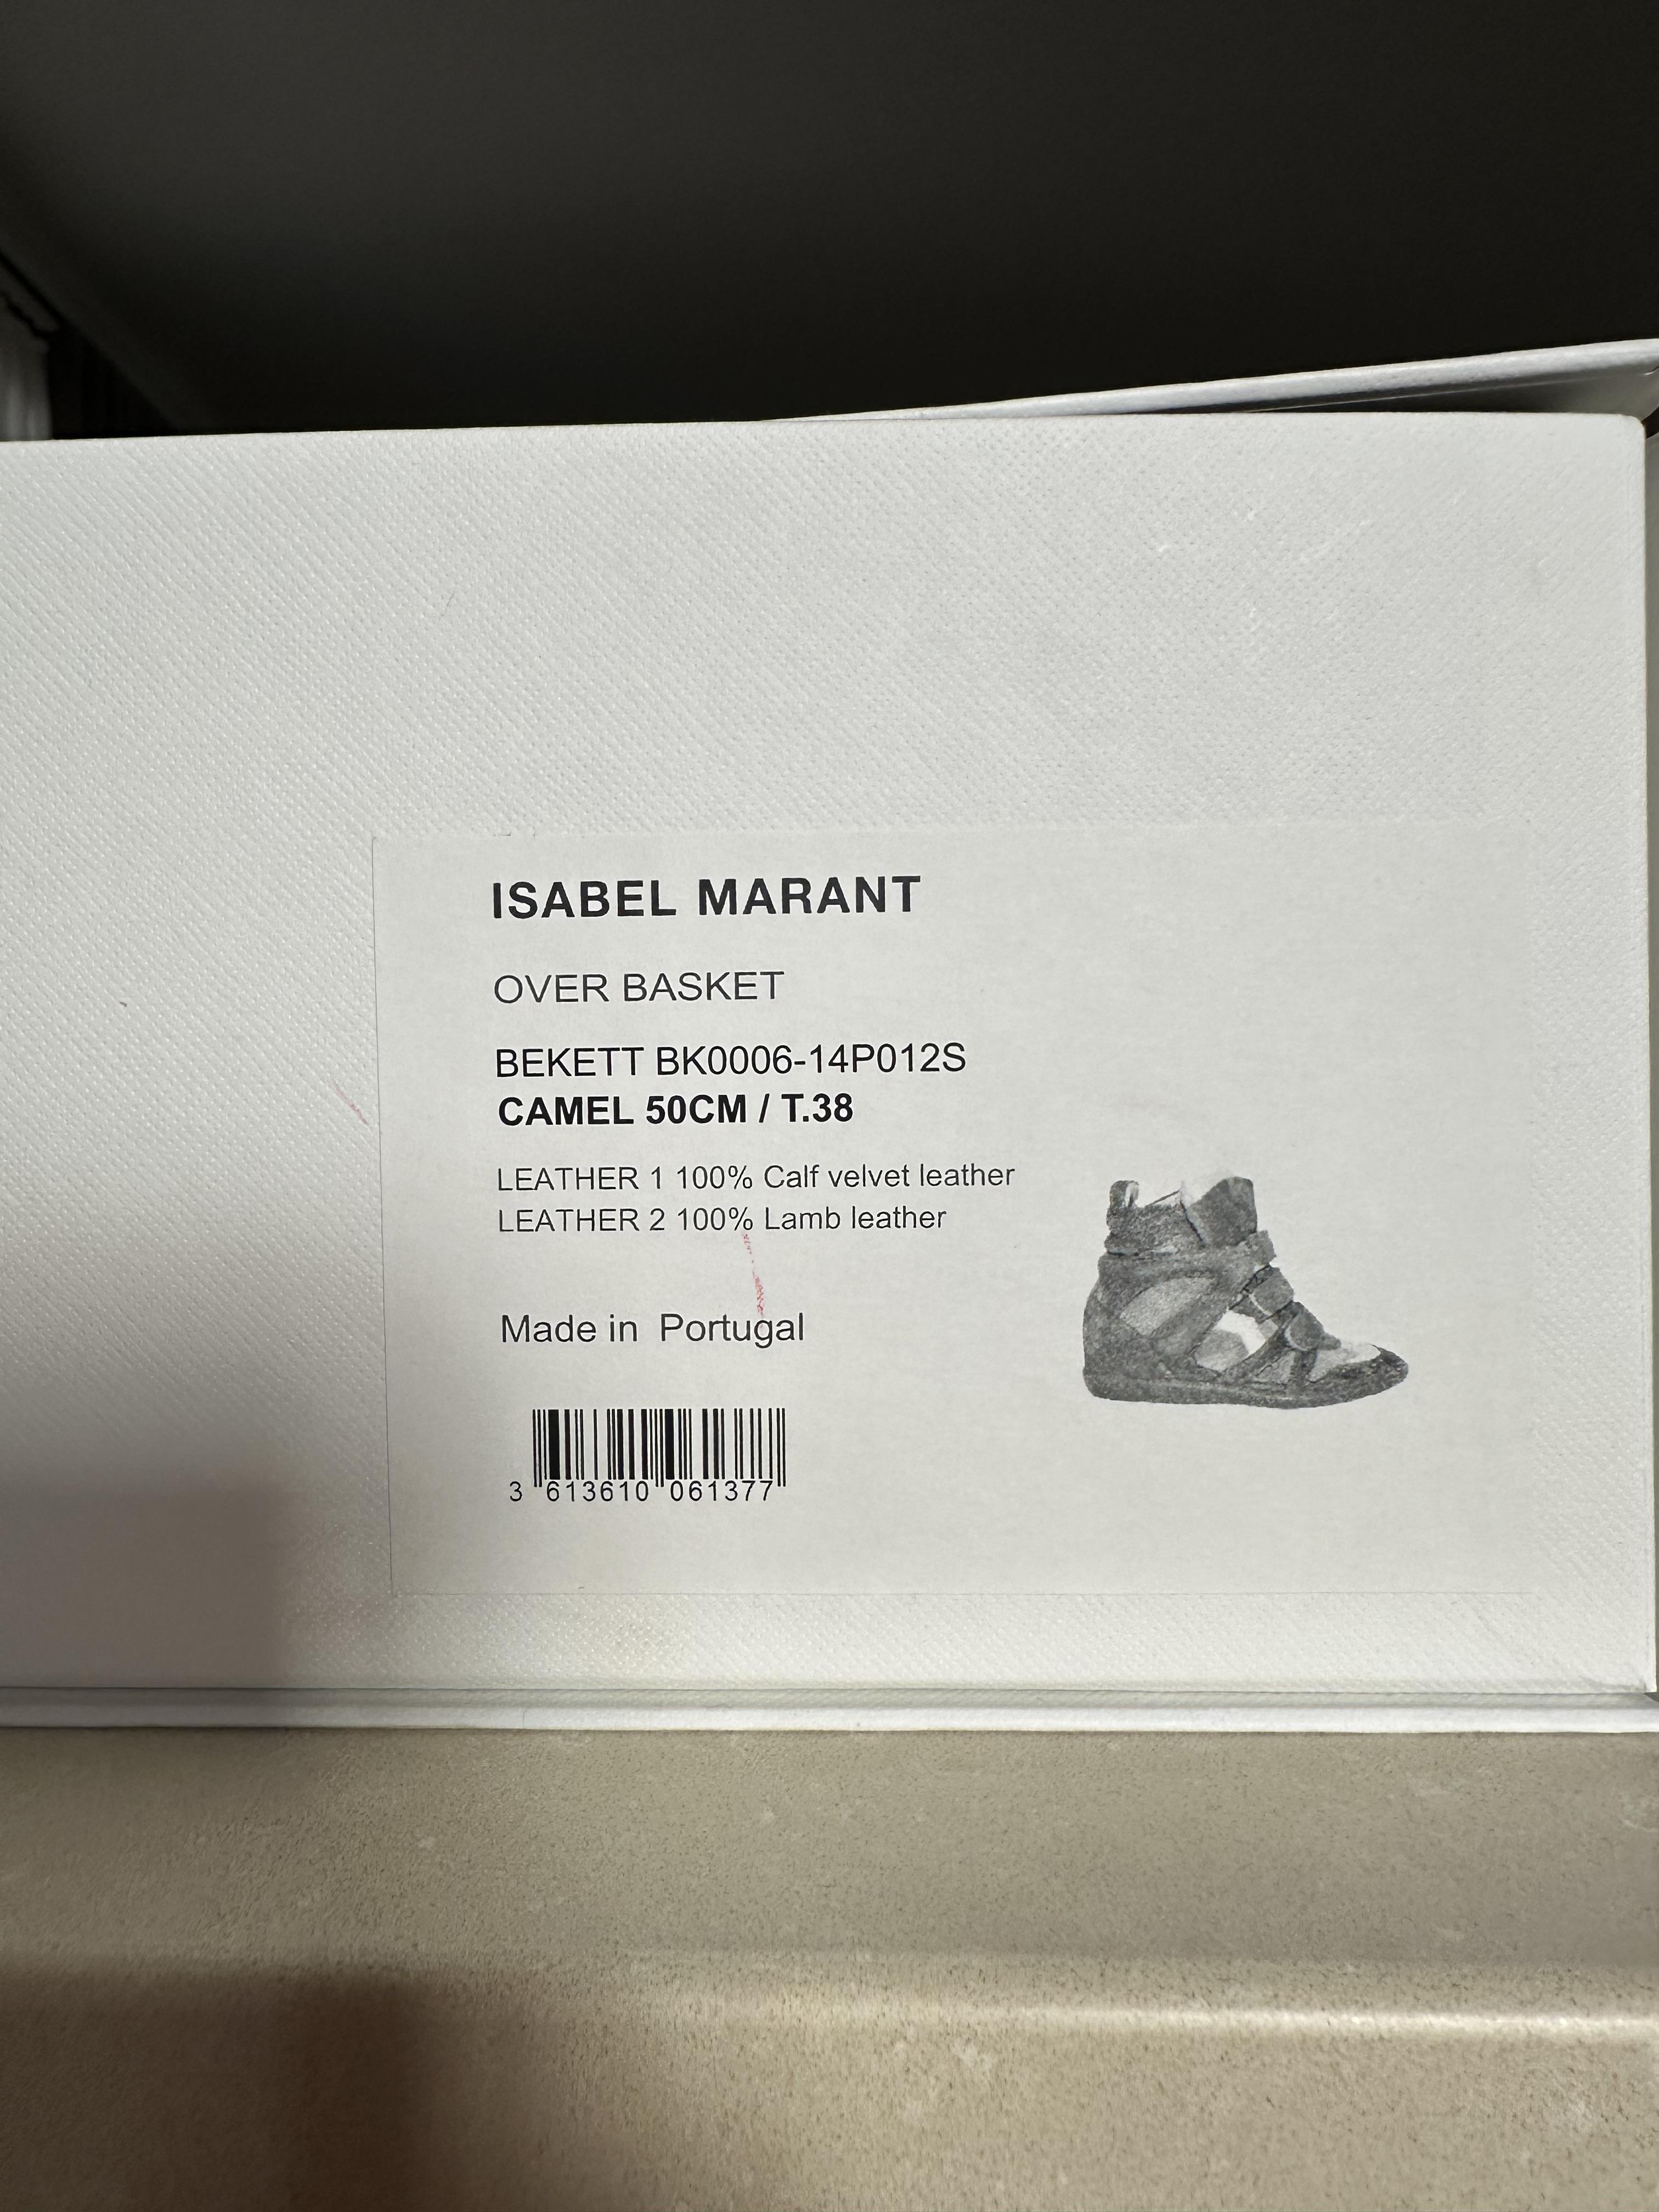 ISABEL MARANT
OVER BASKET
BEKETT BK0006-14P012S
CAMEL 50CM / T.38
LEATHER 1 100% Calf velvet leather
LEATHER 2 100% Lamb leather
Made in  Portugal
3 613610 061377